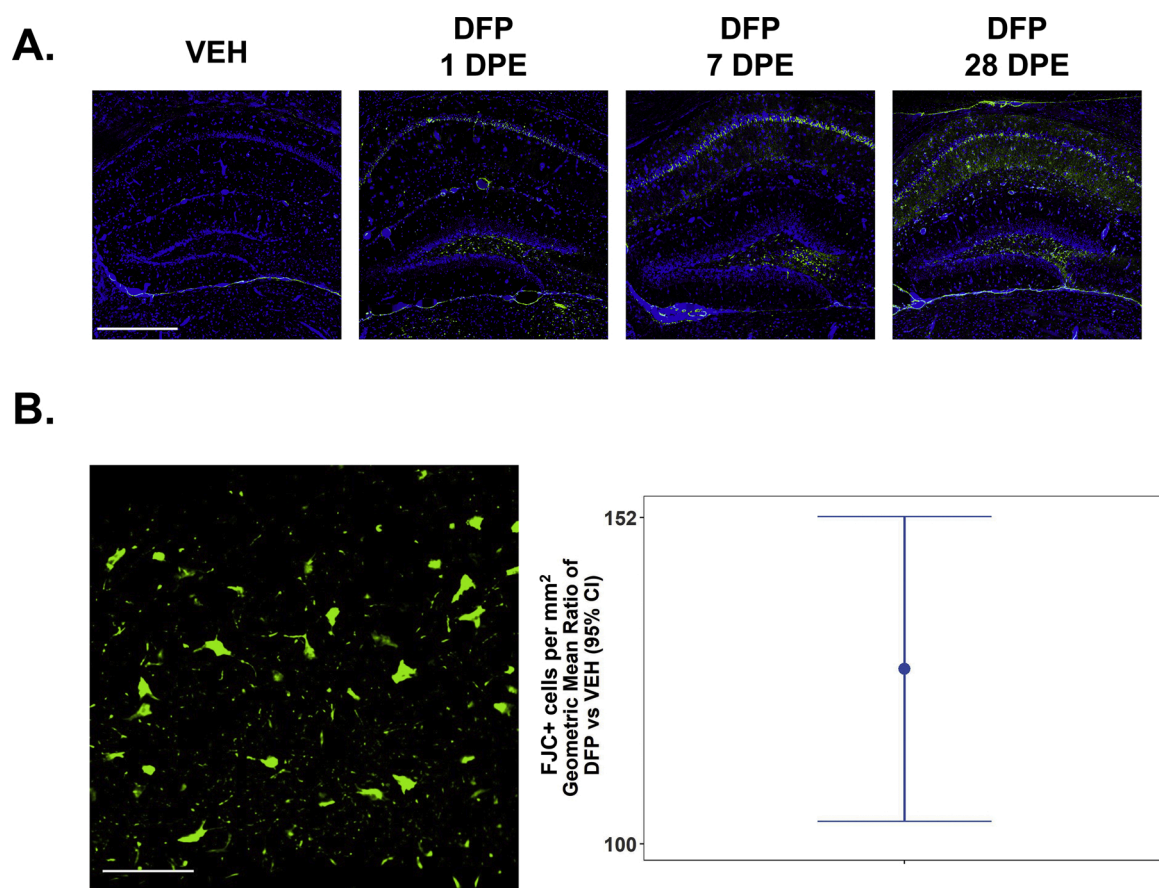 A.
VEH
DFP
1 DPE
DFP
7 DPE
DFP
28 DPE
B.
FJC+ cells per mm²
Geometric Mean Ratio of
DFP vs VEH (95% CI)
152
100